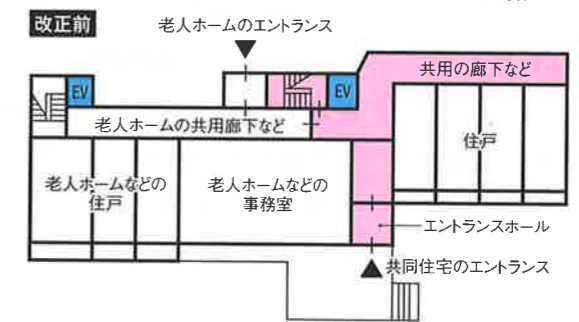 改正前
老人ホームのエントランス
EV
EV
共用の廊下など
老人ホームの共用廊下など
住戸
老人ホームなどの
住戸
老人ホームなどの
事務室
エントランスホール
共同住宅のエントランス